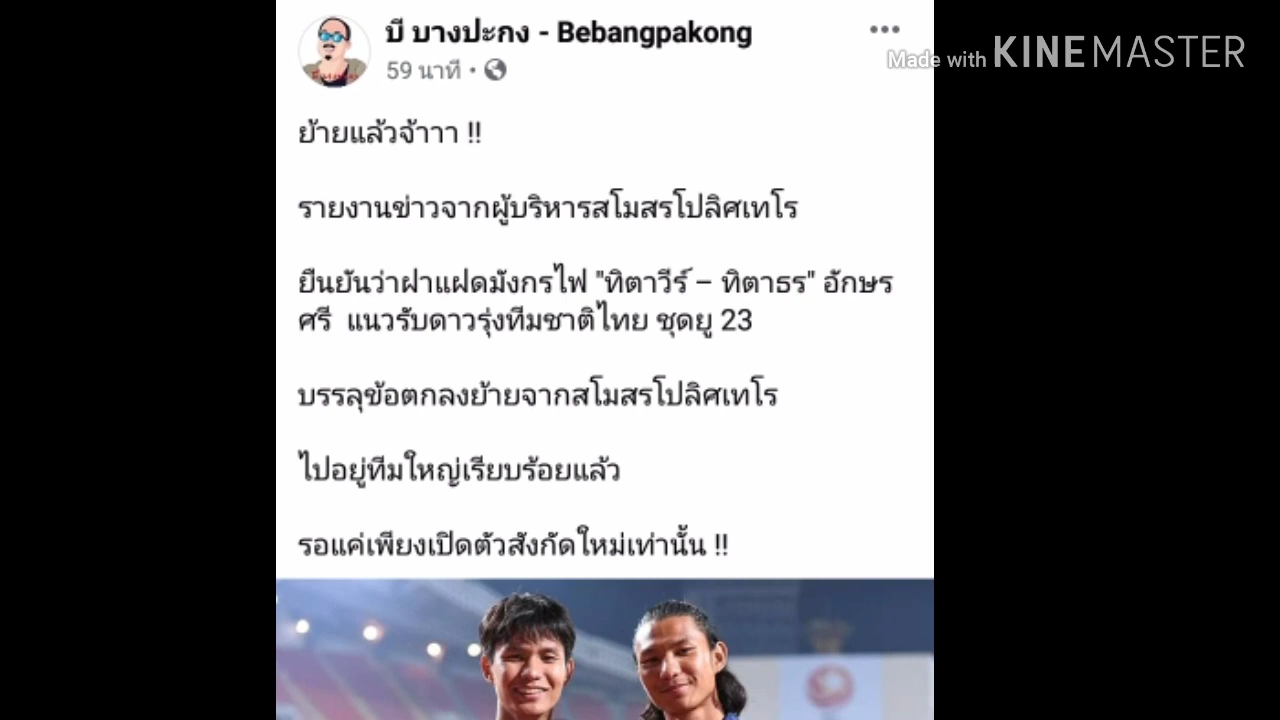 บี บางปะกง - Bebangpakong
59 นาที
Made with KINEMASTER
ย้ายแล้วจ้าาา !!
รายงานข่าวจากผู้บริหารสโมสรโปลิศเทโร
ยืนยันว่าฝาแฝดมังกรไฟ "ทิตาวีร์ – ทิตาธร" อักษร
ศรี แนวรับดาวรุ่งทีมชาติไทย ชุดยู 23
บรรลุข้อตกลงย้ายจากสโมสรโปลิศเทโร
ไปอยู่ทีมใหญ่เรียบร้อยแล้ว
รอแค่เพียงเปิดตัวสังกัดใหม่เท่านั้น !!